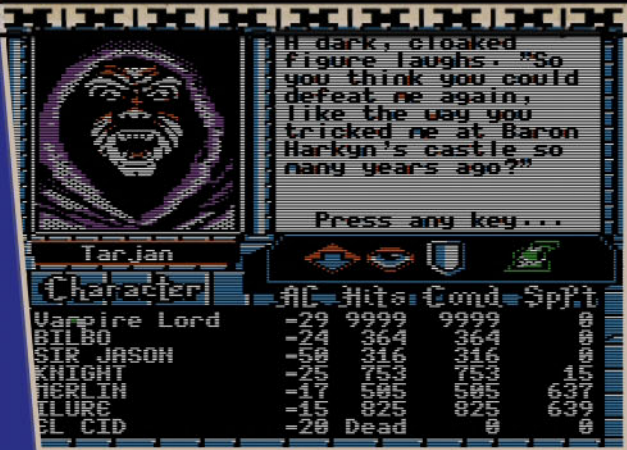 A dark, cloaked
figure laughs. "So
you think you could
defeat me again,
like the way you
tricked me at Baron
Harkyn's castle so
many years ago?"
Press any key...
Tarjan
Character AC Hits Cond SpPt
Vampire Lord -29 9999 9999 0
BILBO -24 364 364 0
SIR JASON -50 316 316 0
KNIGHT -25 753 753 15
MERLIN -17 505 505 637
ILURE -15 825 825 639
EL CID -20 Dead 0 0